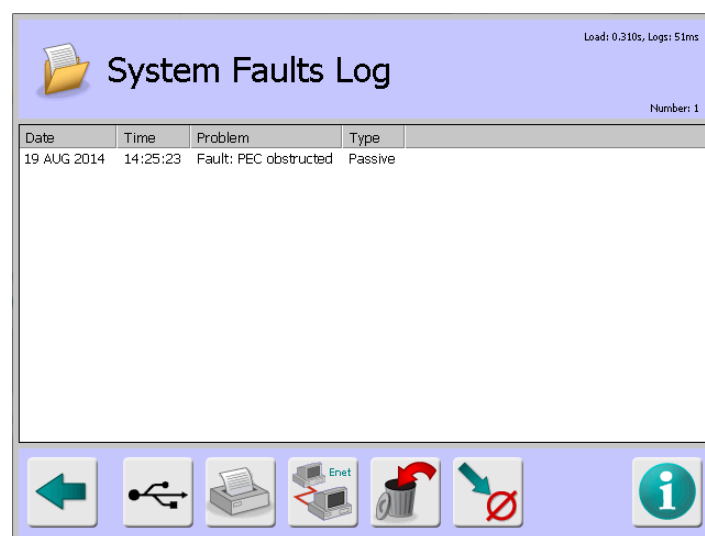 Load: 0.310s, Logs: 51ms
System Faults Log
Number: 1
Date Time Problem Type
19 AUG 2014 14:25:23 Fault: PEC obstructed Passive
Enet
i